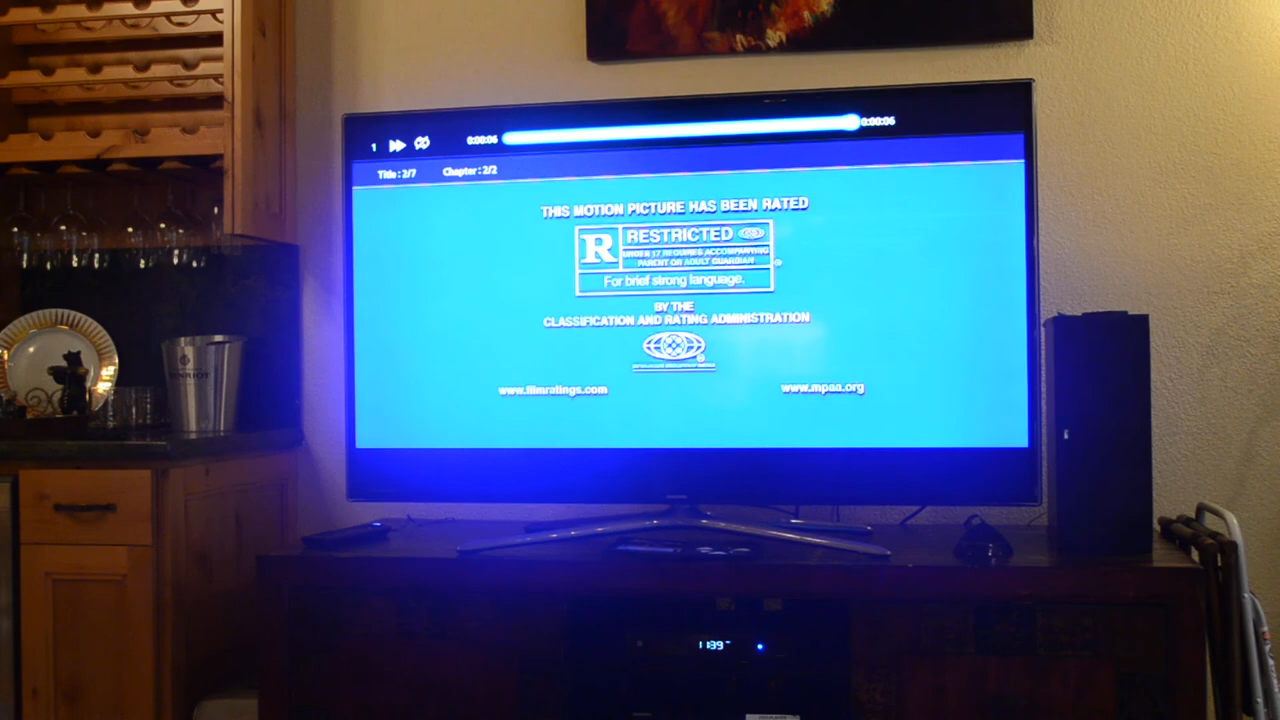 1 0:00:06 0:00:06
Title : 2/7 Chapter : 2/2
THIS MOTION PICTURE HAS BEEN RATED
R RESTRICTED
UNDER 17 REQUIRES ACCOMPANYING
PARENT OR ADULT GUARDIAN
For brief strong language.
BY THE
CLASSIFICATION AND RATING ADMINISTRATION
®
www.filmratings.com www.mpaa.org
SAMSUNG